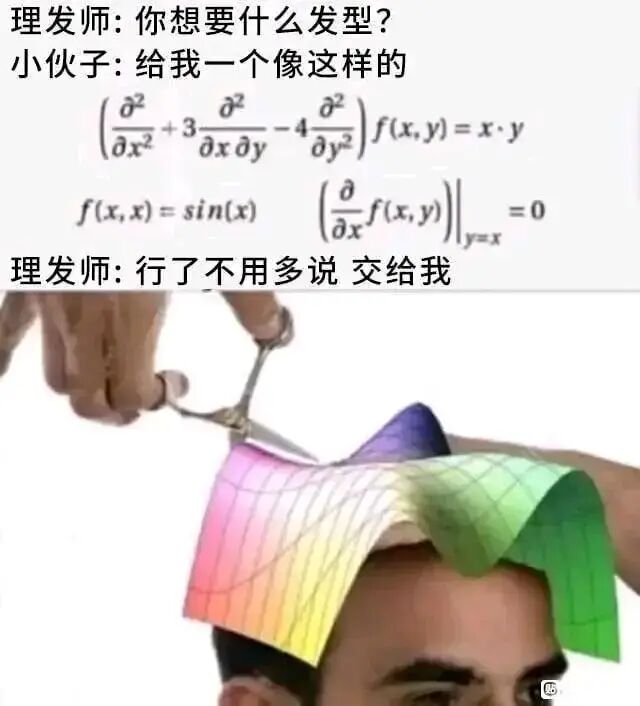 理发师: 你想要什么发型?
小伙子: 给我一个像这样的
(∂²/∂x² + 3 ∂²/∂x ∂y − 4 ∂²/∂y²) f(x, y) = x · y
f(x, x) = sin(x)  (∂/∂x f(x, y))|y=x = 0
理发师: 行了不用多说 交给我
贴